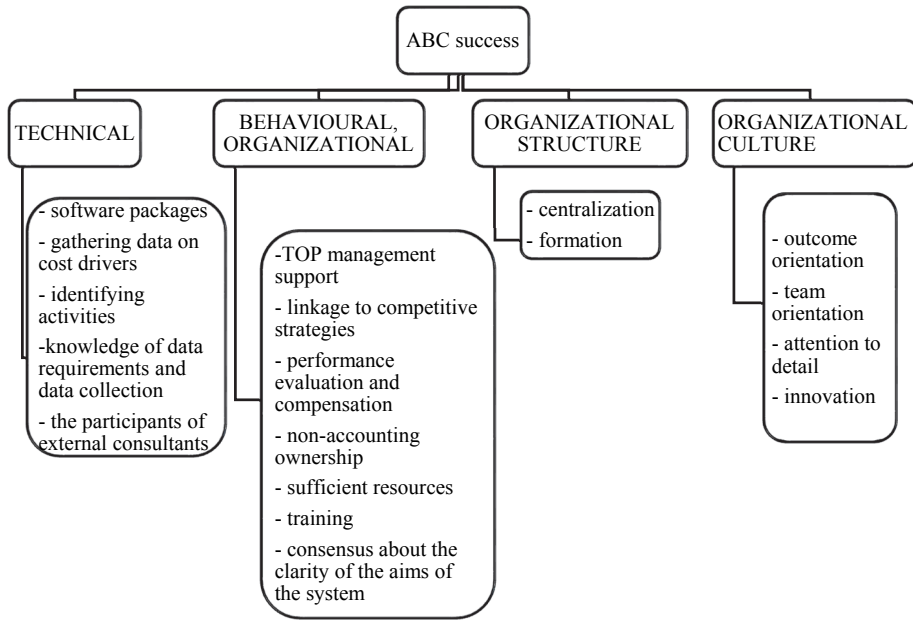 ABC success
TECHNICAL
- software packages
- gathering data on
cost drivers
- identifying
activities
-knowledge of data
requirements and
data collection
- the participants of
external consultants
BEHAVIOURAL,
ORGANIZATIONAL
-TOP management
support
- linkage to competitive
strategies
- performance
evaluation and
compensation
- non-accounting
ownership
- sufficient resources
- training
- consensus about the
clarity of the aims of
the system
ORGANIZATIONAL
STRUCTURE
- centralization
- formation
ORGANIZATIONAL
CULTURE
- outcome
orientation
- team
orientation
- attention to
detail
- innovation